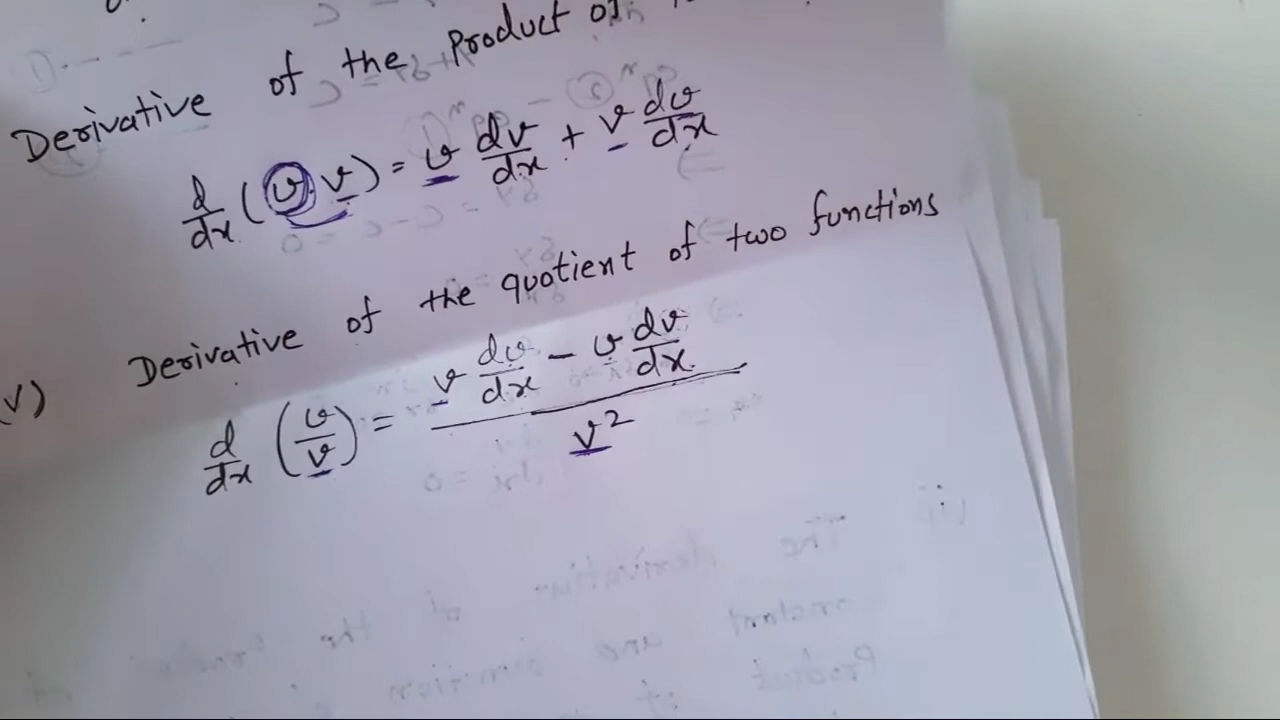 Derivative of the Product of
d/dx (u v) = u dv/dx + v du/dx
(v) Derivative of the quotient of two functions
d/dx (u/v) = (v du/dx - u dv/dx) / v²